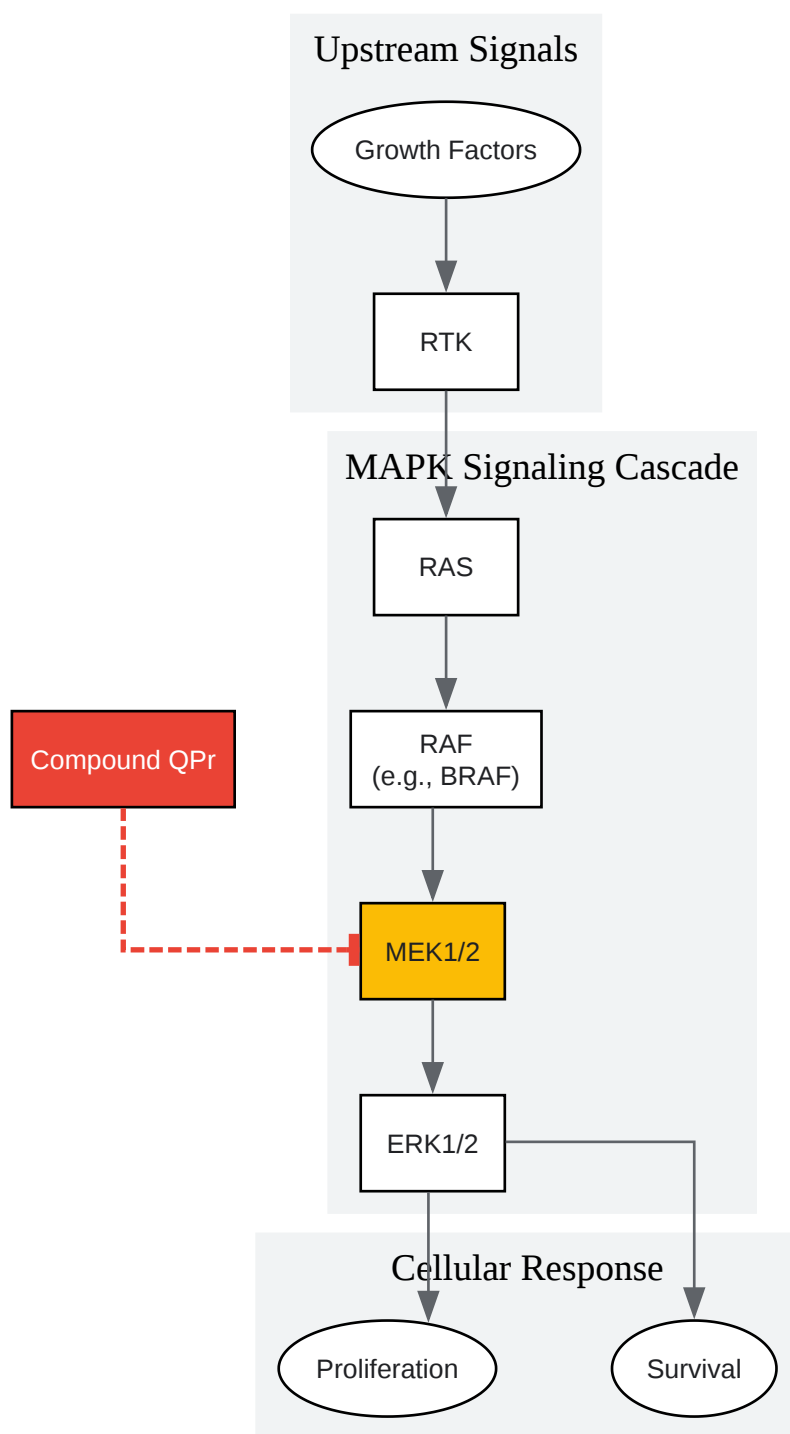 Upstream Signals
Growth Factors
RTK
MAPK Signaling Cascade
RAS
RAF
(e.g., BRAF)
Compound QPr
MEK1/2
ERK1/2
Cellular Response
Proliferation
Survival